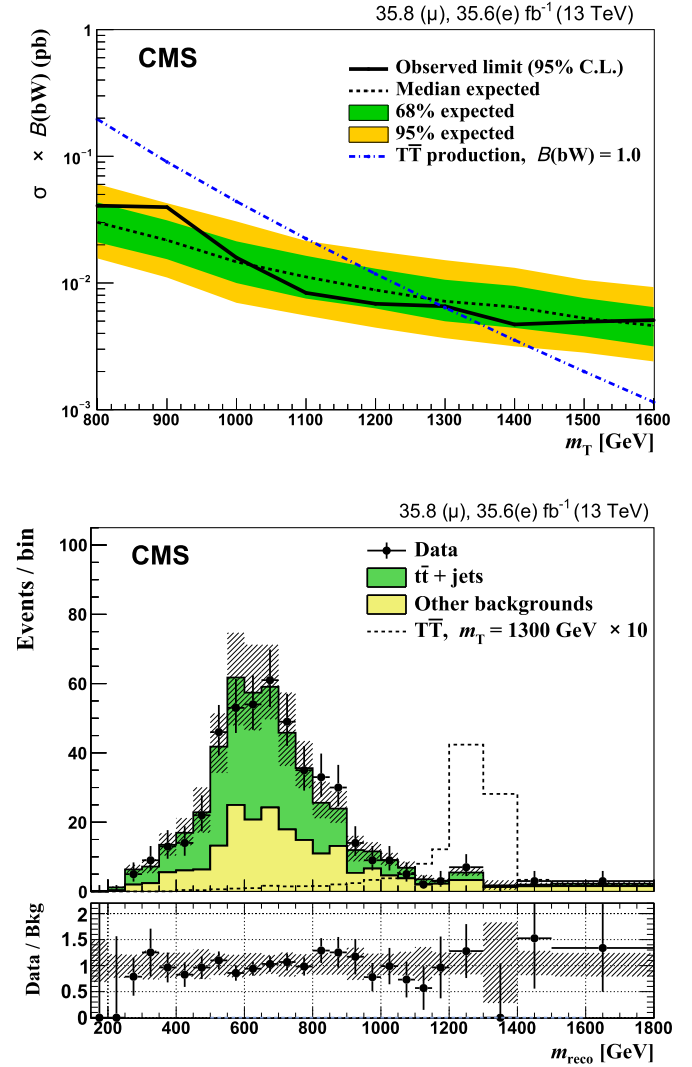 35.8 (μ), 35.6(e) fb⁻¹ (13 TeV)
CMS
Observed limit (95% C.L.)
Median expected
68% expected
95% expected
TT̅ production, B(bW) = 1.0
σ × B(bW) (pb)
1
10⁻¹
10⁻²
10⁻³
800 900 1000 1100 1200 1300 1400 1500 1600
m_T [GeV]
35.8 (μ), 35.6(e) fb⁻¹ (13 TeV)
CMS
Data
tt̅ + jets
Other backgrounds
TT̅, m_T = 1300 GeV × 10
Events / bin
100
80
60
40
20
0
Data / Bkg
2
1.5
1
0.5
0
200 400 600 800 1000 1200 1400 1600 1800
m_reco [GeV]